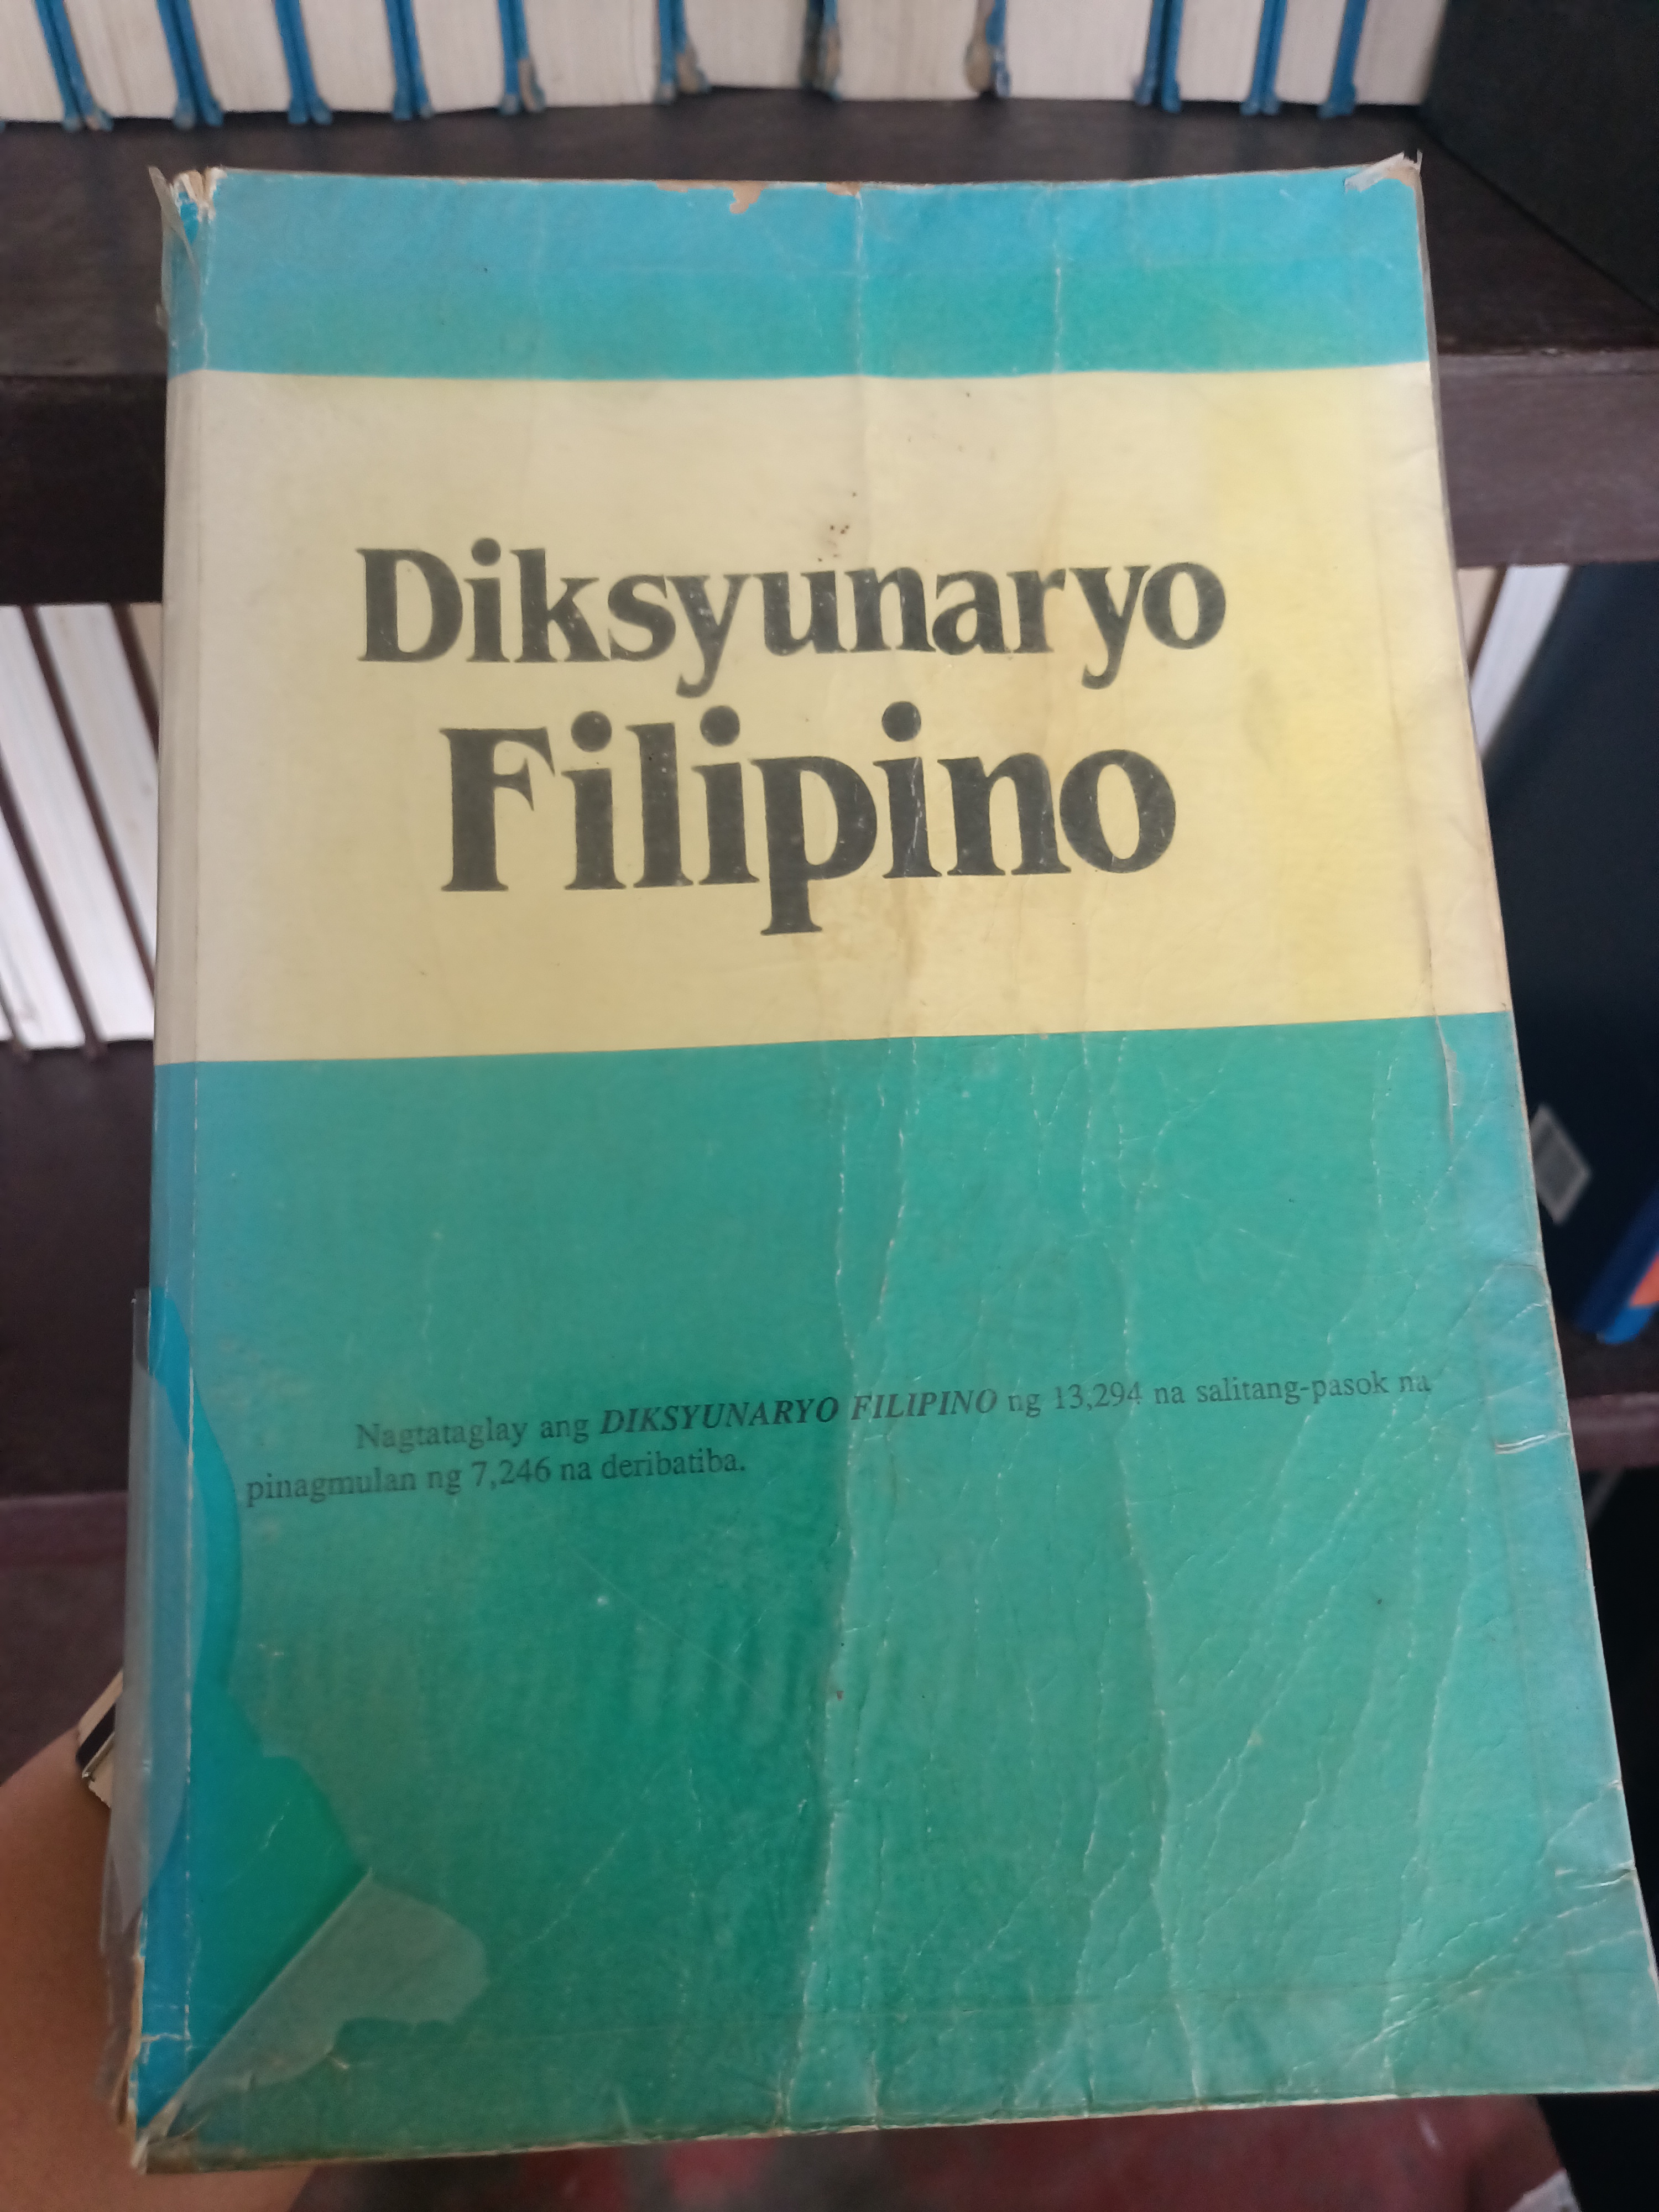 Diksyunaryo
Filipino
Nagtataglay ang DIKSYUNARYO FILIPINO ng 13,294 na salitang-pasok na
pinagmulan ng 7,246 na deribatiba.